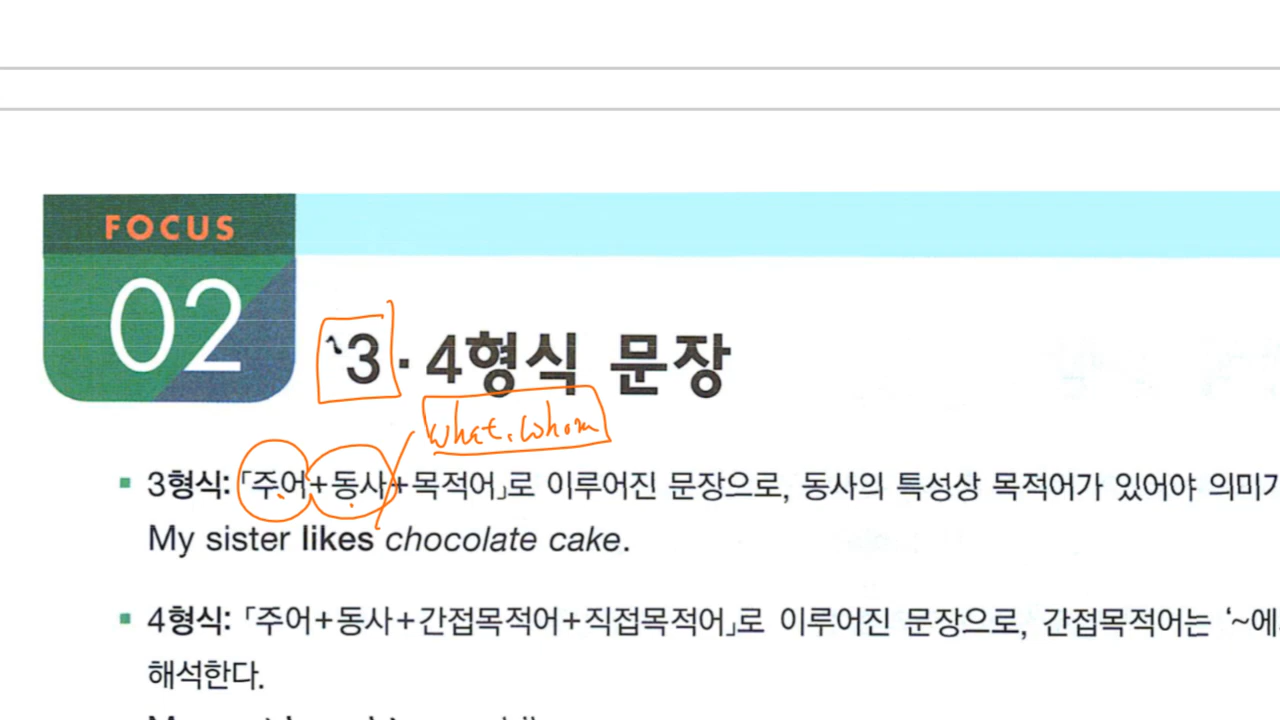 FOCUS
02
3·4형식 문장
what. whom
3형식: 「주어+동사+목적어」로 이루어진 문장으로, 동사의 특성상 목적어가 있어야 의미가
My sister likes chocolate cake.
4형식: 「주어+동사+간접목적어+직접목적어」로 이루어진 문장으로, 간접목적어는 ‘~에
해석한다.